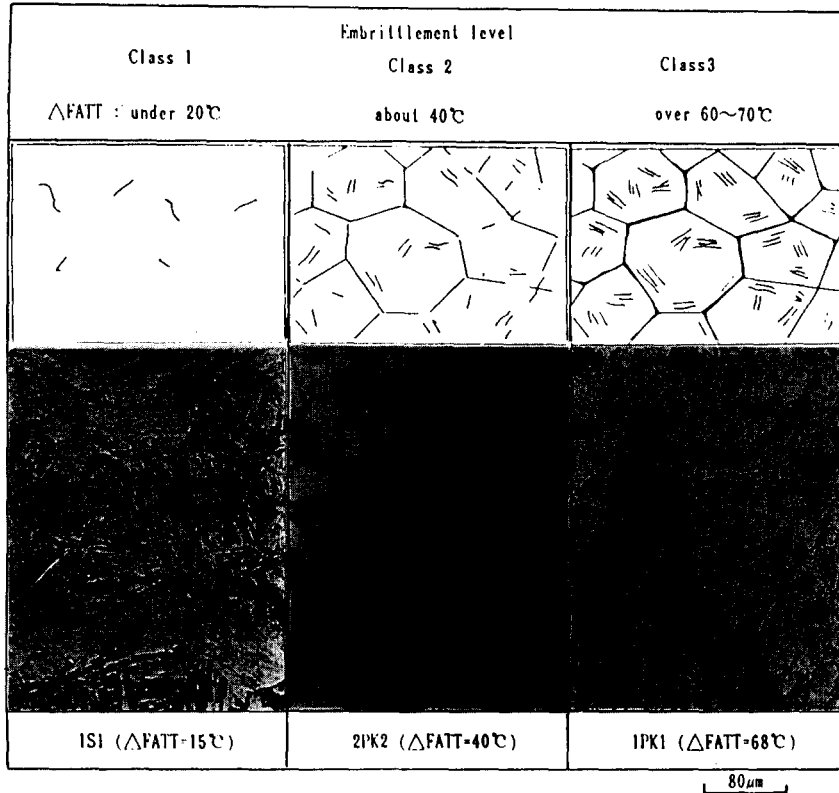 Embrittlement level
Class 1
Class 2
Class3
△FATT : under 20℃
about 40℃
over 60~70℃
1S1 (△FATT=15℃)
2PK2 (△FATT=40℃)
1PK1 (△FATT=68℃)
80μm